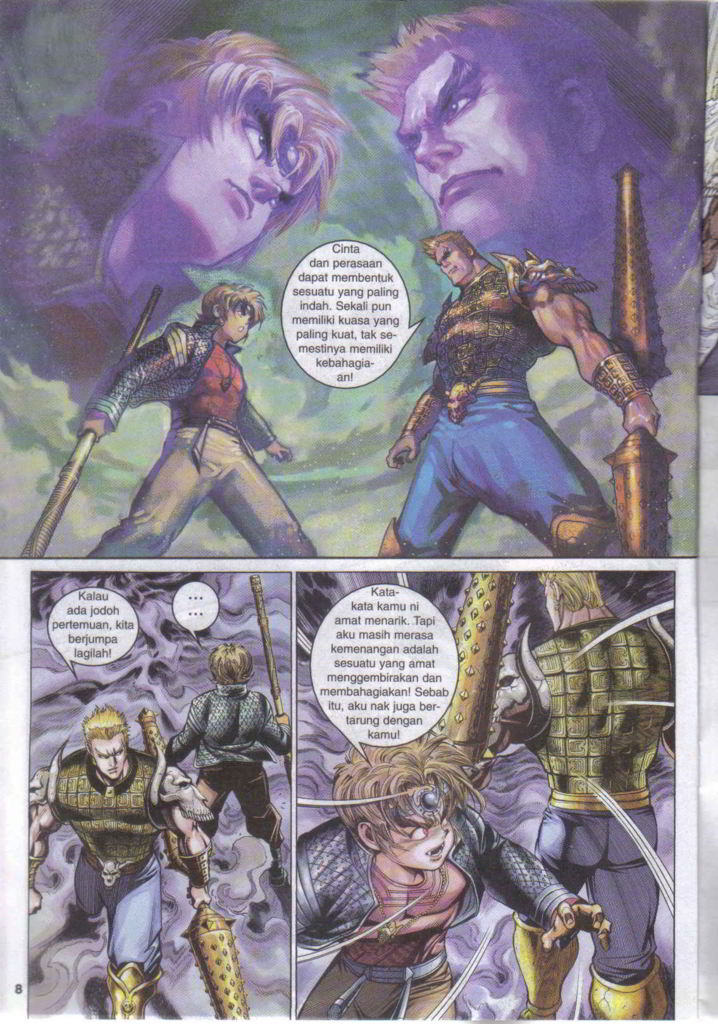 Cinta
dan perasaan
dapat membentuk
sesuatu yang paling
indah. Sekali pun
memiliki kuasa yang
paling kuat, tak se-
mestinya memiliki
kebahagia-
an!
Kalau
ada jodoh
pertemuan, kita
berjumpa
lagilah!
...
...
Kata-
kata kamu ni
amat menarik. Tapi
aku masih merasa
kemenangan adalah
sesuatu yang amat
menggembirakan dan
membahagiakan! Sebab
itu, aku nak juga ber-
tarung dengan
kamu!
8